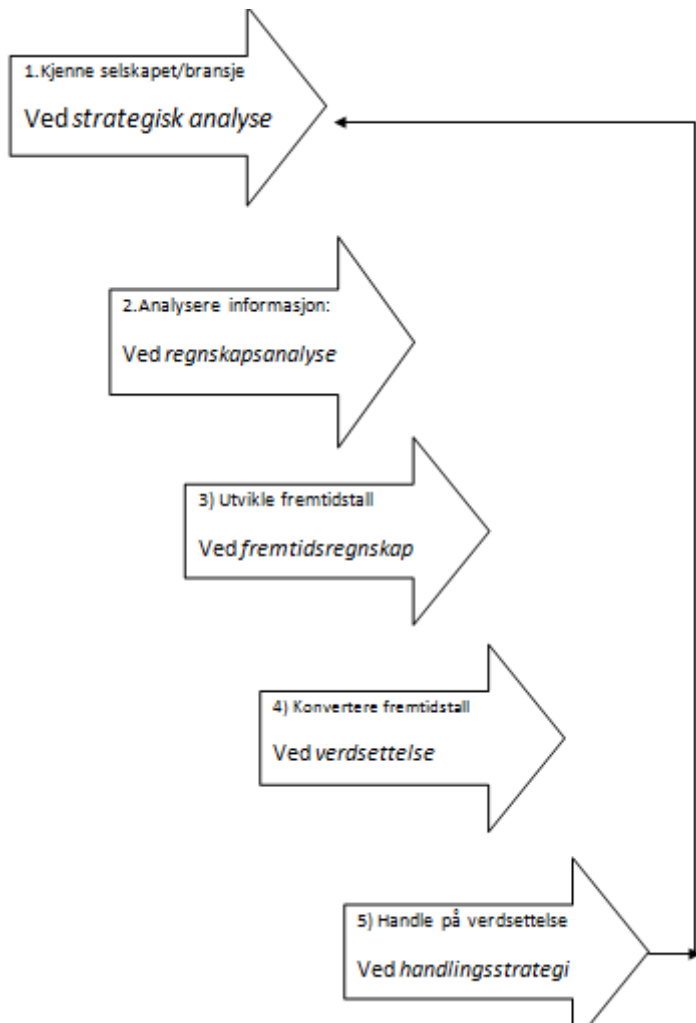 1.Kjenne selskapet/bransje
Ved strategisk analyse
2.Analysere informasjon:
Ved regnskapsanalyse
3) Utvikle fremtidstall
Ved fremtidsregnskap
4) Konvertere fremtidstall
Ved verdsettelse
5) Handle på verdsettelse
Ved handlingsstrategi